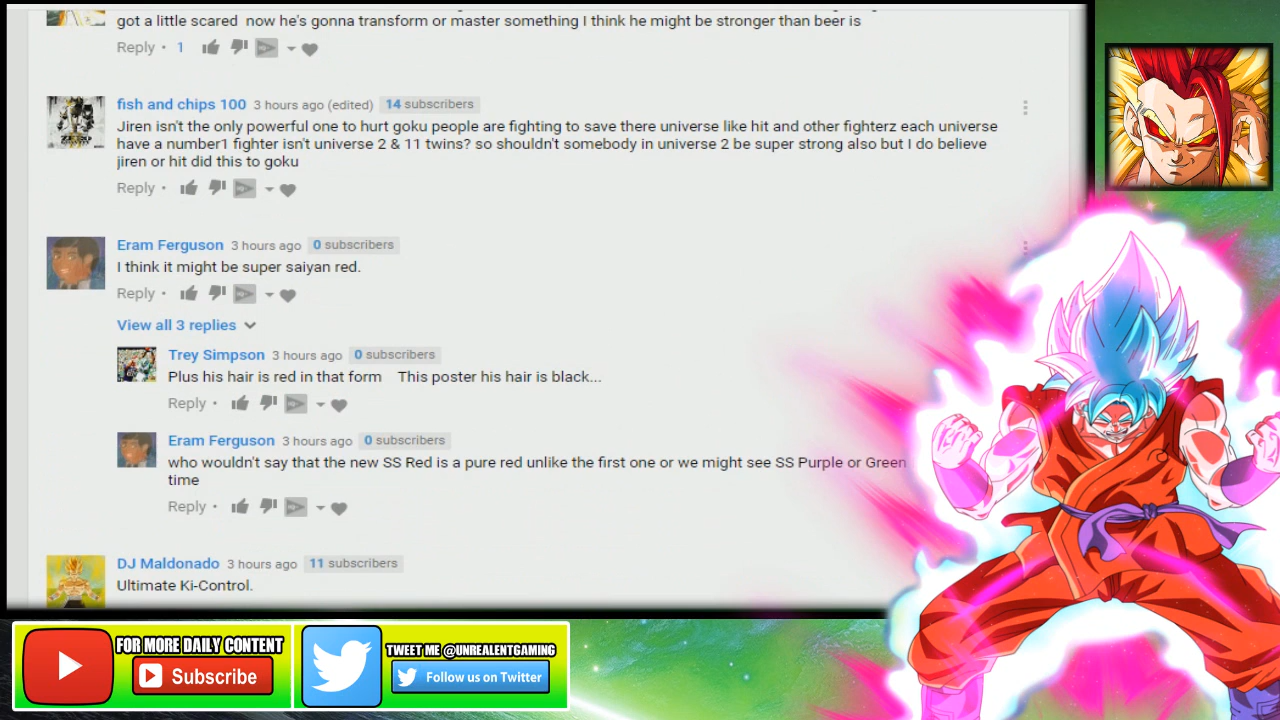 got a little scared  now he's gonna transform or master something I think he might be stronger than beer is
Reply • 1
fish and chips 100 3 hours ago (edited) 14 subscribers
Jiren isn't the only powerful one to hurt goku people are fighting to save there universe like hit and other fighterz each universe
have a number1 fighter isn't universe 2 & 11 twins? so shouldn't somebody in universe 2 be super strong also but I do believe
jiren or hit did this to goku
Reply •
Eram Ferguson 3 hours ago 0 subscribers
I think it might be super saiyan red.
Reply •
View all 3 replies
Trey Simpson 3 hours ago 0 subscribers
Plus his hair is red in that form    This poster his hair is black...
Reply •
Eram Ferguson 3 hours ago 0 subscribers
who wouldn't say that the new SS Red is a pure red unlike the first one or we might see SS Purple or Green
time
Reply •
DJ Maldonado 3 hours ago 11 subscribers
Ultimate Ki-Control.
FOR MORE DAILY CONTENT
Subscribe
TWEET ME @UNREALENTGAMING
Follow us on Twitter